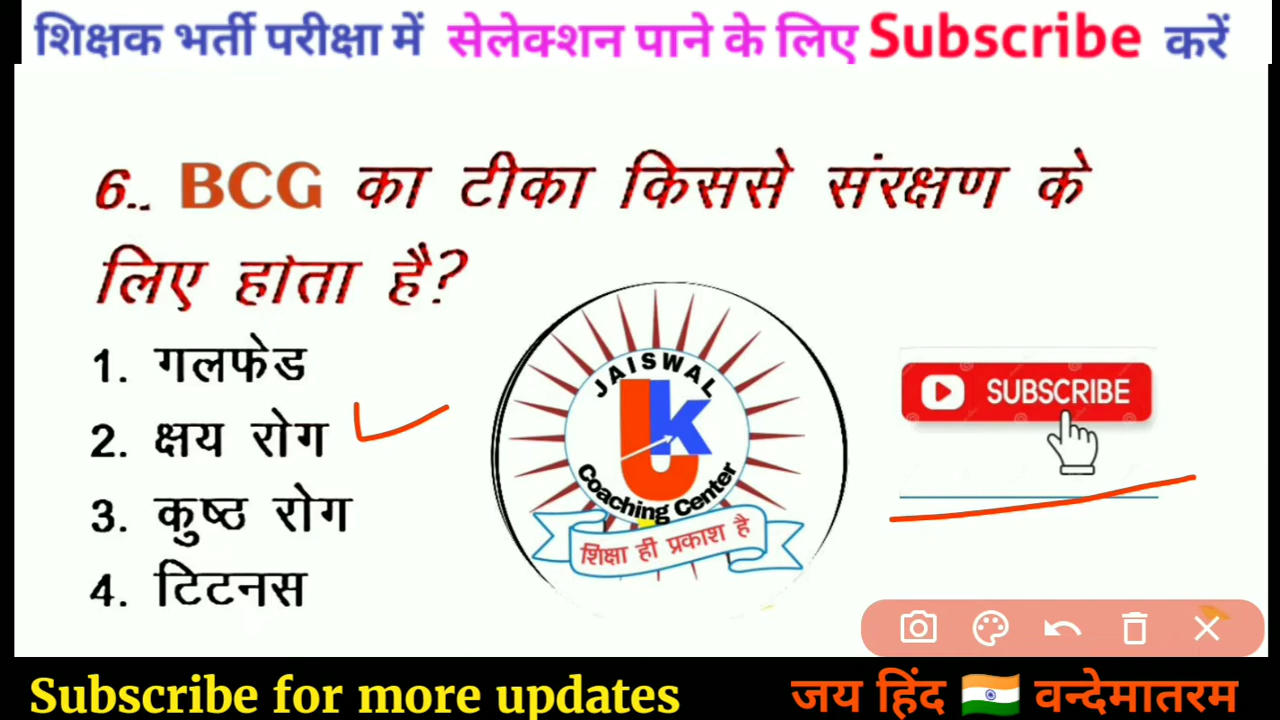 शिक्षक भर्ती परीक्षा में सेलेक्शन पाने के लिए Subscribe करें
6.. BCG का टीका किससे संरक्षण के
लिए होता है?
1. गलफेड
2. क्षय रोग
3. कुष्ठ रोग
4. टिटनस
JAISWAL
JK
Coaching Center
शिक्षा ही प्रकाश है
SUBSCRIBE
Subscribe for more updates
जय हिंद 🇮🇳 वन्देमातरम